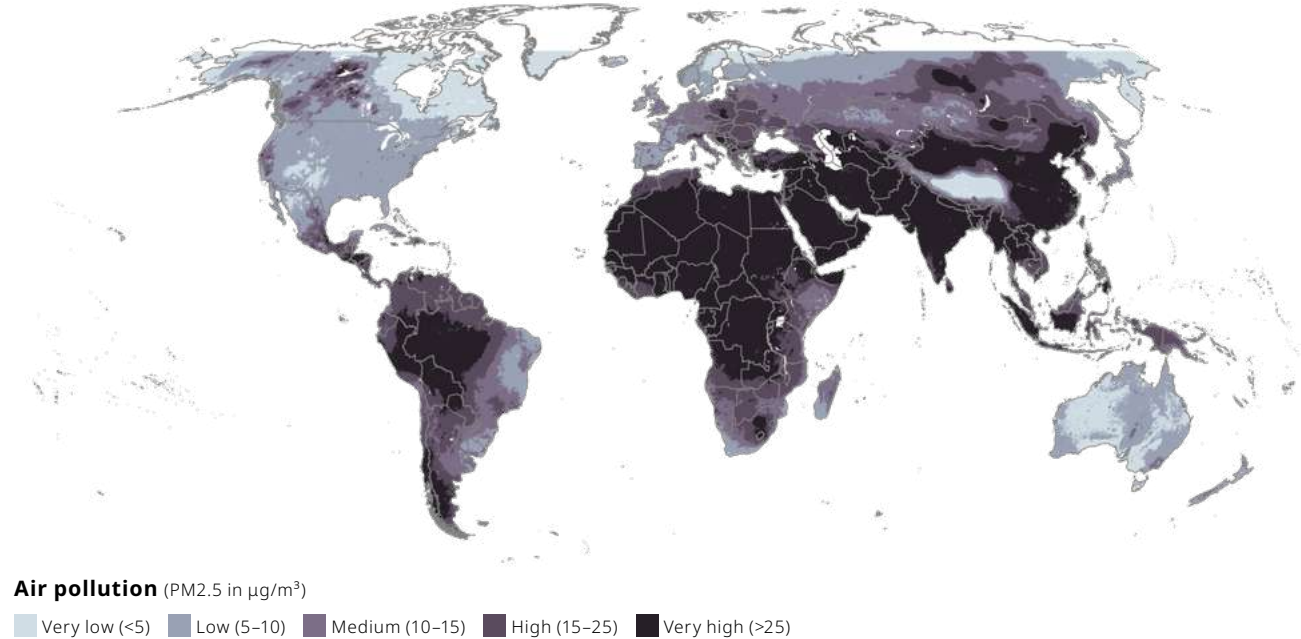 Air pollution (PM2.5 in µg/m³)
Very low (<5) Low (5–10) Medium (10–15) High (15–25) Very high (>25)